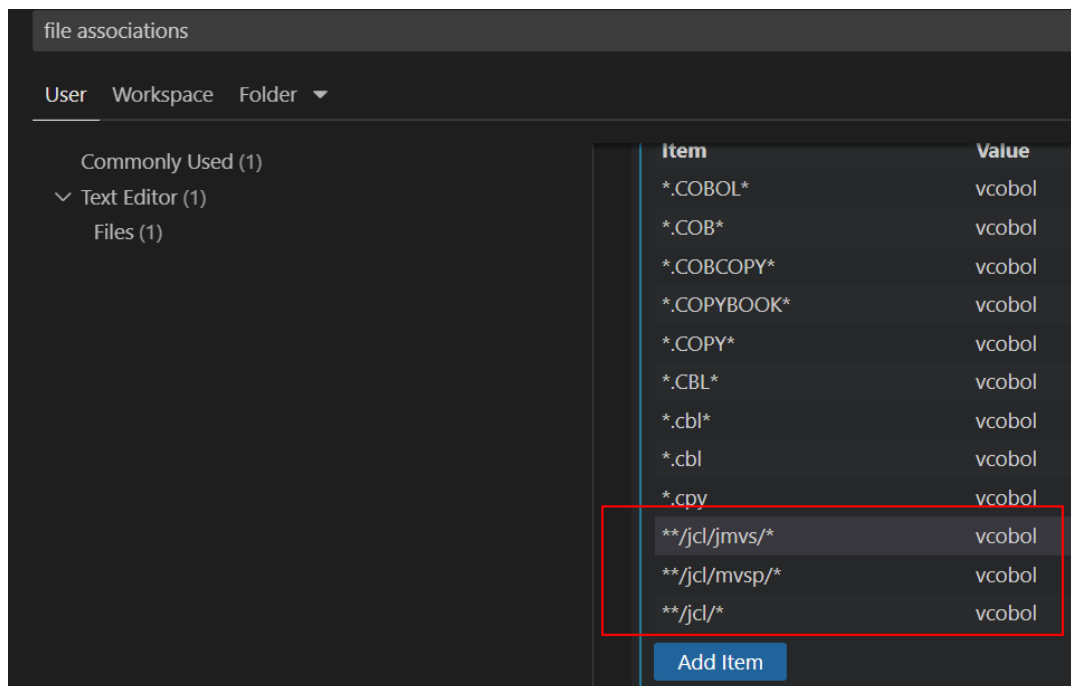 file associations
User Workspace Folder
Commonly Used (1)
Text Editor (1)
Files (1)
Item Value
*.COBOL* vcobol
*.COB* vcobol
*.COBCOPY* vcobol
*.COPYBOOK* vcobol
*.COPY* vcobol
*.CBL* vcobol
*.cbl* vcobol
*.cbl vcobol
*.cpy vcobol
**/jcl/jmvs/* vcobol
**/jcl/mvsp/* vcobol
**/jcl/* vcobol
Add Item